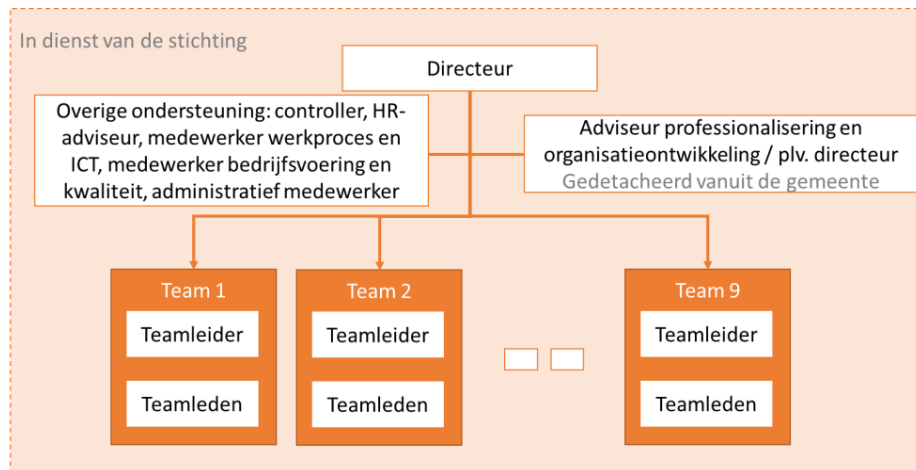 In dienst van de stichting
Directeur
Overige ondersteuning: controller, HR-
adviseur, medewerker werkproces en
ICT, medewerker bedrijfsvoering en
kwaliteit, administratief medewerker
Adviseur professionalisering en
organisatieontwikkeling / plv. directeur
Gedetacheerd vanuit de gemeente
Team 1
Teamleider
Teamleden
Team 2
Teamleider
Teamleden
Team 9
Teamleider
Teamleden